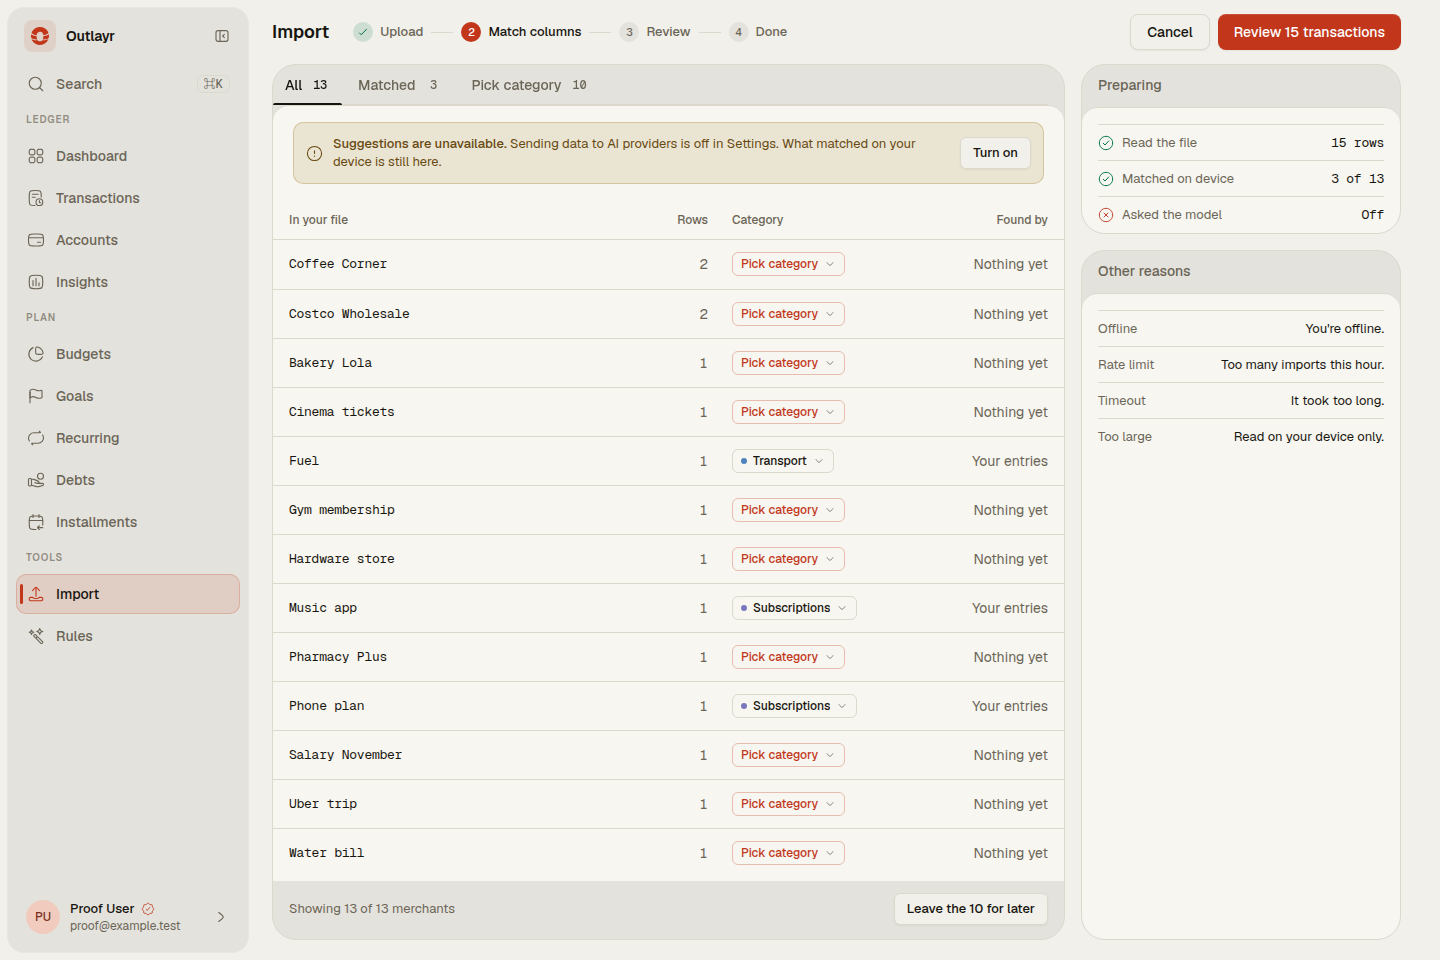 Outlayr
Search ⌘K
LEDGER
Dashboard
Transactions
Accounts
Insights
PLAN
Budgets
Goals
Recurring
Debts
Installments
TOOLS
Import
Rules
PU
Proof User
proof@example.test
Import
Upload
2 Match columns
3 Review
4 Done
Cancel
Review 15 transactions
All 13
Matched 3
Pick category 10
Suggestions are unavailable. Sending data to AI providers is off in Settings. What matched on your
device is still here.
Turn on
In your file Rows Category Found by
Coffee Corner 2 Pick category Nothing yet
Costco Wholesale 2 Pick category Nothing yet
Bakery Lola 1 Pick category Nothing yet
Cinema tickets 1 Pick category Nothing yet
Fuel 1 Transport Your entries
Gym membership 1 Pick category Nothing yet
Hardware store 1 Pick category Nothing yet
Music app 1 Subscriptions Your entries
Pharmacy Plus 1 Pick category Nothing yet
Phone plan 1 Subscriptions Your entries
Salary November 1 Pick category Nothing yet
Uber trip 1 Pick category Nothing yet
Water bill 1 Pick category Nothing yet
Showing 13 of 13 merchants
Leave the 10 for later
Preparing
Read the file 15 rows
Matched on device 3 of 13
Asked the model Off
Other reasons
Offline You're offline.
Rate limit Too many imports this hour.
Timeout It took too long.
Too large Read on your device only.